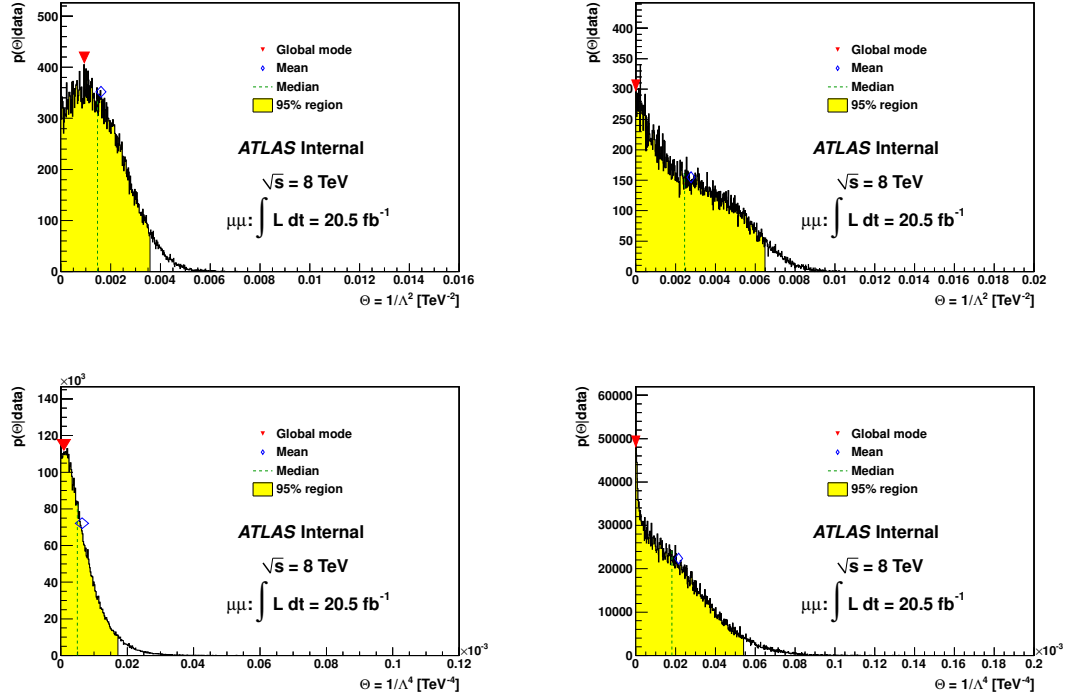 p(Θ|data)
500
400
300
200
100
0
Global mode
Mean
Median
95% region
ATLAS Internal
√s = 8 TeV
μμ: ∫ L dt = 20.5 fb⁻¹
0 0.002 0.004 0.006 0.008 0.01 0.012 0.014 0.016
Θ = 1/Λ² [TeV⁻²]
p(Θ|data)
400
350
300
250
200
150
100
50
0
Global mode
Mean
Median
95% region
ATLAS Internal
√s = 8 TeV
μμ: ∫ L dt = 20.5 fb⁻¹
0 0.002 0.004 0.006 0.008 0.01 0.012 0.014 0.016 0.018 0.02
Θ = 1/Λ² [TeV⁻²]
×10³
p(Θ|data)
140
120
100
80
60
40
20
0
Global mode
Mean
Median
95% region
ATLAS Internal
√s = 8 TeV
μμ: ∫ L dt = 20.5 fb⁻¹
×10⁻³
0 0.02 0.04 0.06 0.08 0.1 0.12
Θ = 1/Λ⁴ [TeV⁻⁴]
p(Θ|data)
60000
50000
40000
30000
20000
10000
0
Global mode
Mean
Median
95% region
ATLAS Internal
√s = 8 TeV
μμ: ∫ L dt = 20.5 fb⁻¹
×10⁻³
0 0.02 0.04 0.06 0.08 0.1 0.12 0.14 0.16 0.18 0.2
Θ = 1/Λ⁴ [TeV⁻⁴]